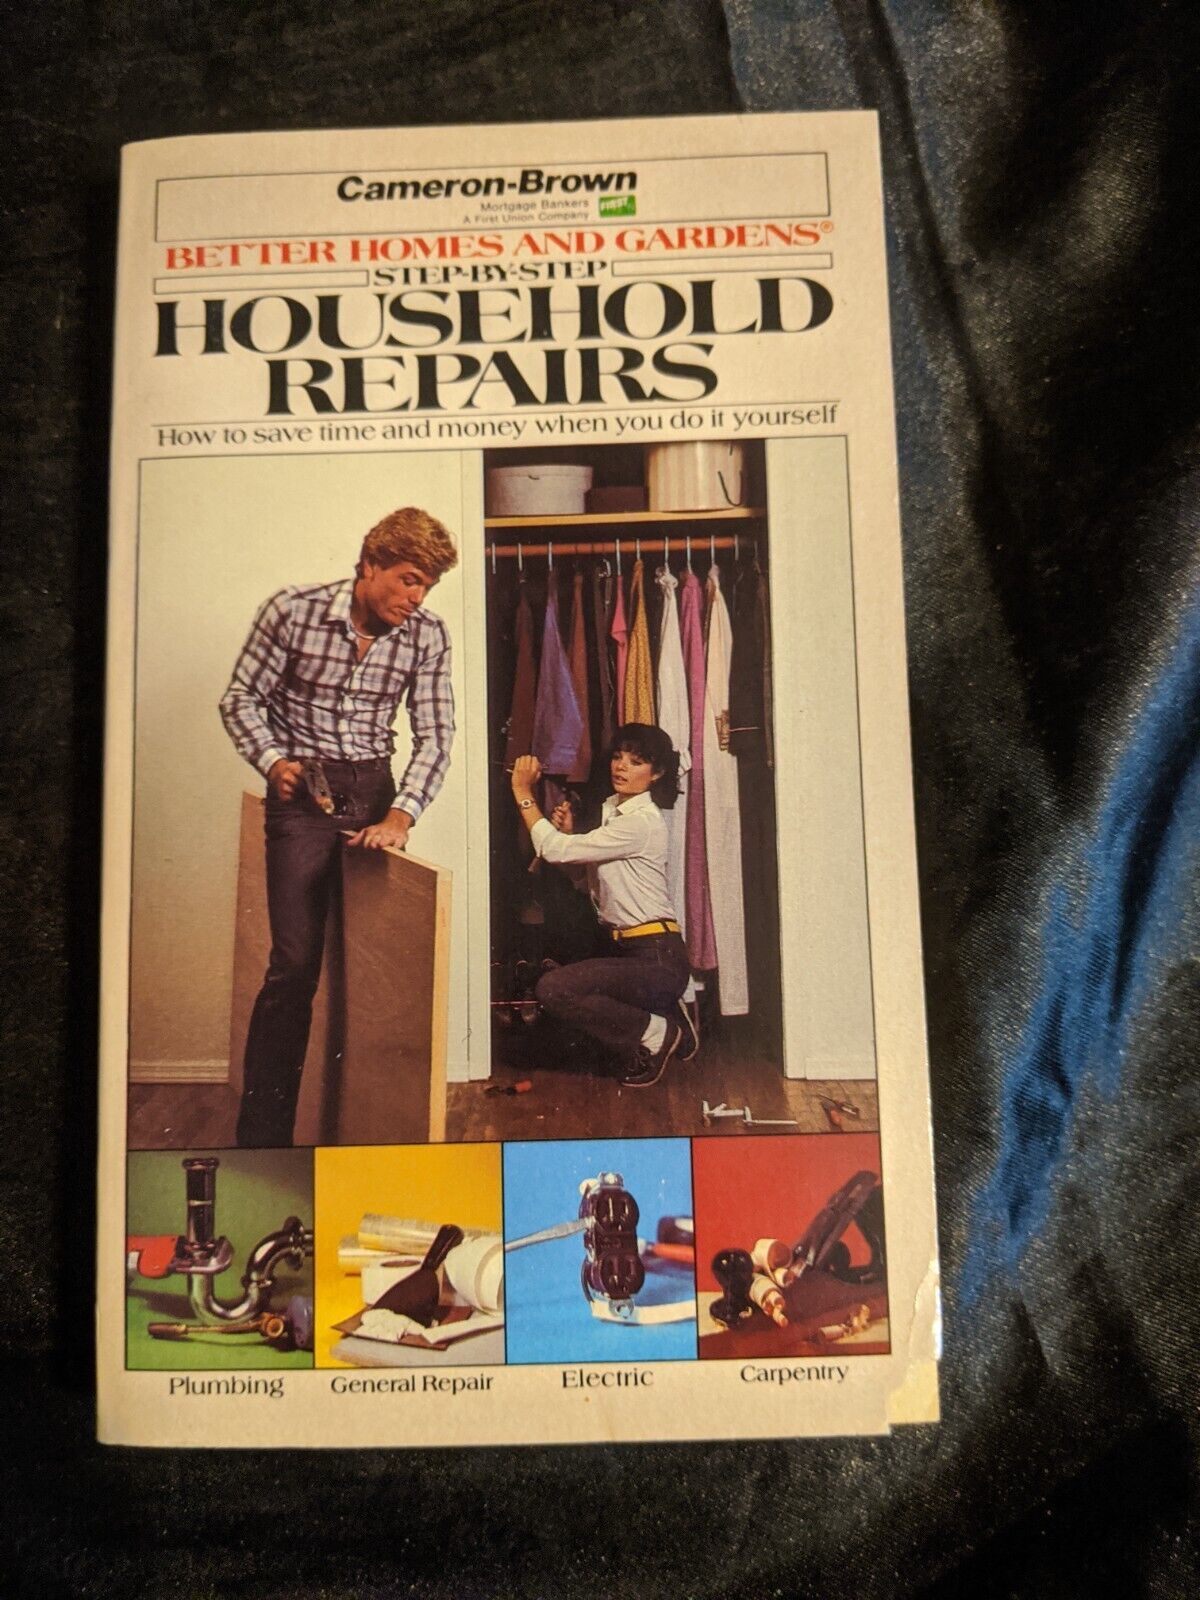 Cameron-Brown
Mortgage Bankers
A First Union Company
FIRST
BETTER HOMES AND GARDENS®
STEP-BY-STEP
HOUSEHOLD
REPAIRS
How to save time and money when you do it yourself
Plumbing
General Repair
Electric
Carpentry